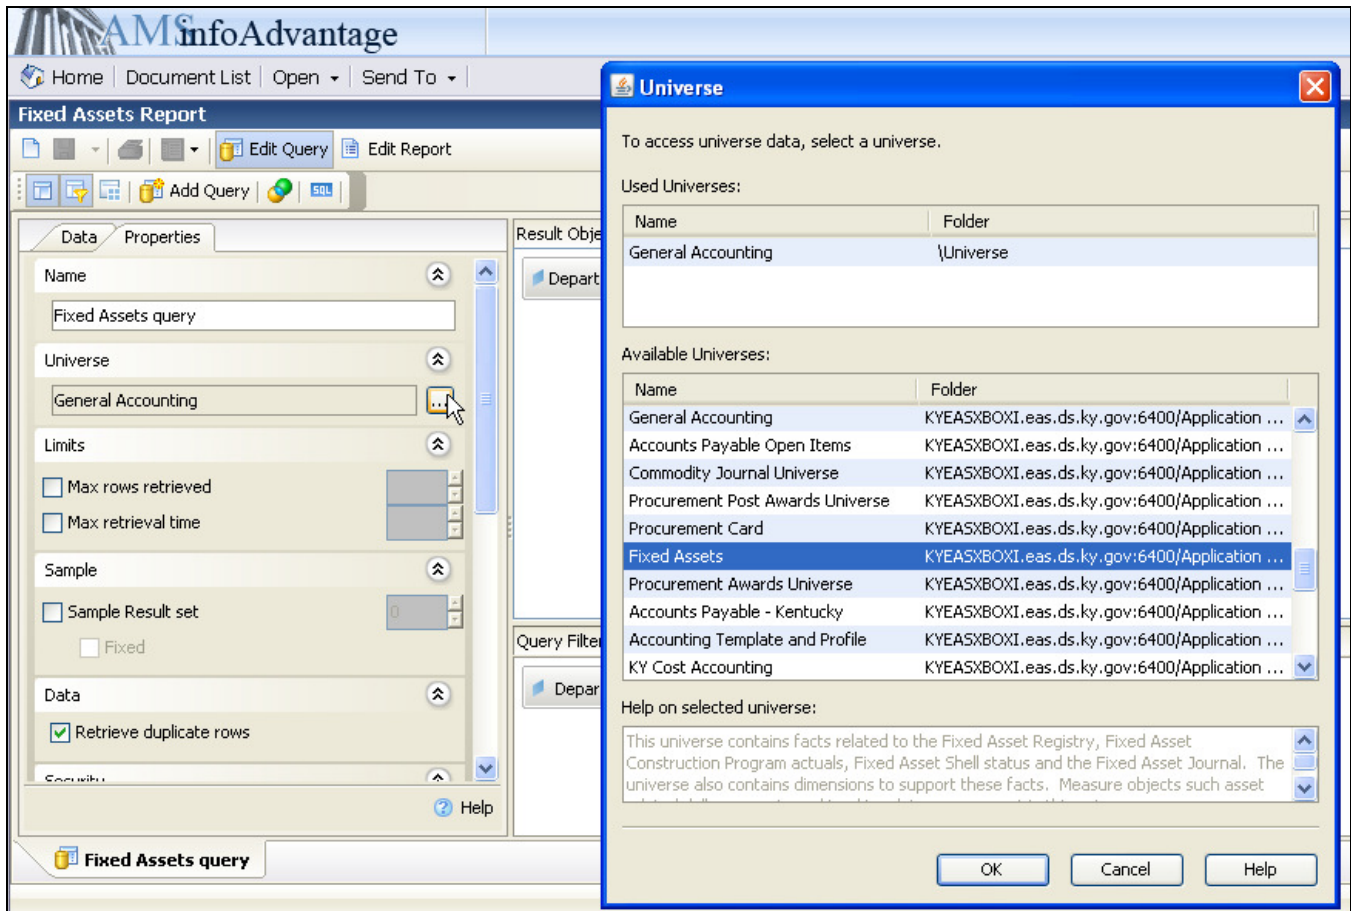 AMS infoAdvantage
Home Document List Open Send To
Fixed Assets Report
Edit Query Edit Report
Add Query SQL
Data Properties
Name
Fixed Assets query
Universe
General Accounting ...
Limits
Max rows retrieved
Max retrieval time
Sample
Sample Result set 0
Fixed
Data
Retrieve duplicate rows
Security
Help
Fixed Assets query
Result Obje
Depart
Query Filte
Depar
Universe
To access universe data, select a universe.
Used Universes:
Name Folder
General Accounting \Universe
Available Universes:
Name Folder
General Accounting KYEASXBOXI.eas.ds.ky.gov:6400/Application ...
Accounts Payable Open Items KYEASXBOXI.eas.ds.ky.gov:6400/Application ...
Commodity Journal Universe KYEASXBOXI.eas.ds.ky.gov:6400/Application ...
Procurement Post Awards Universe KYEASXBOXI.eas.ds.ky.gov:6400/Application ...
Procurement Card KYEASXBOXI.eas.ds.ky.gov:6400/Application ...
Fixed Assets KYEASXBOXI.eas.ds.ky.gov:6400/Application ...
Procurement Awards Universe KYEASXBOXI.eas.ds.ky.gov:6400/Application ...
Accounts Payable - Kentucky KYEASXBOXI.eas.ds.ky.gov:6400/Application ...
Accounting Template and Profile KYEASXBOXI.eas.ds.ky.gov:6400/Application ...
KY Cost Accounting KYEASXBOXI.eas.ds.ky.gov:6400/Application ...
Help on selected universe:
This universe contains facts related to the Fixed Asset Registry, Fixed Asset
Construction Program actuals, Fixed Asset Shell status and the Fixed Asset Journal. The
universe also contains dimensions to support these facts. Measure objects such asset
OK Cancel Help